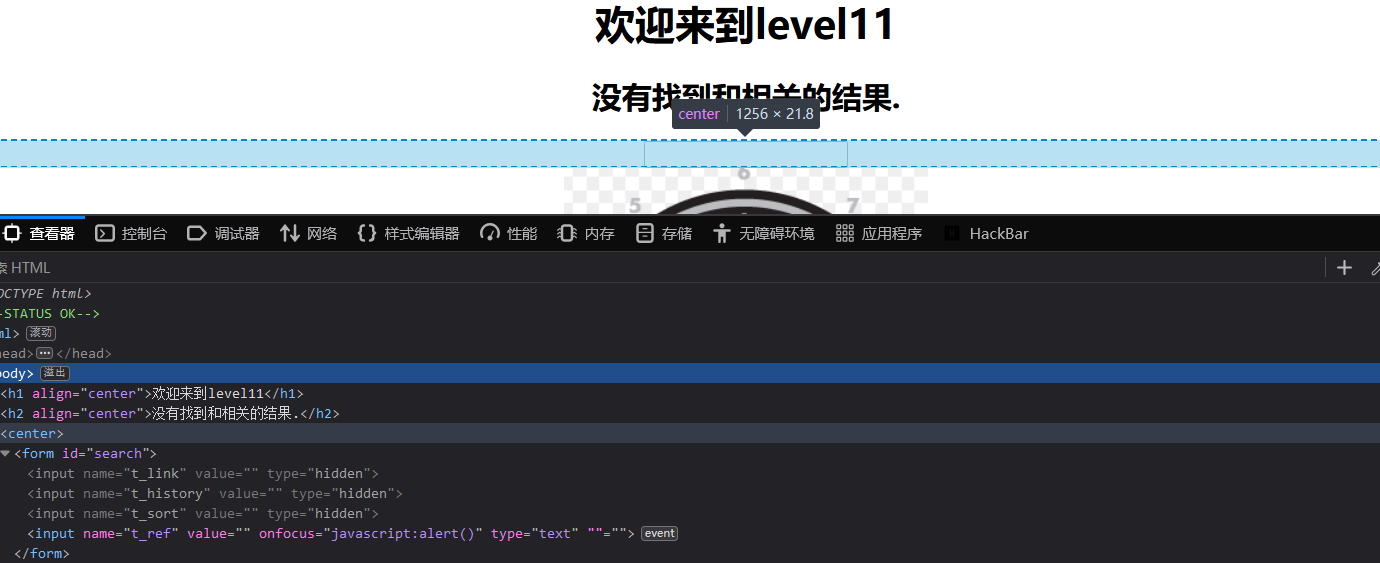 欢迎来到level11
没有找到和相关的结果.
center 1256 × 21.8
6
5 7
查看器 控制台 调试器 网络 {} 样式编辑器 性能 内存 存储 无障碍环境 应用程序 HackBar
索 HTML
OCTYPE html>
-STATUS OK-->
ml> 滚动
head> ••• </head>
body> 溢出
<h1 align="center">欢迎来到level11</h1>
<h2 align="center">没有找到和相关的结果.</h2>
<center>
<form id="search">
<input name="t_link" value="" type="hidden">
<input name="t_history" value="" type="hidden">
<input name="t_sort" value="" type="hidden">
<input name="t_ref" value="" onfocus="javascript:alert()" type="text" ""=""> event
</form>